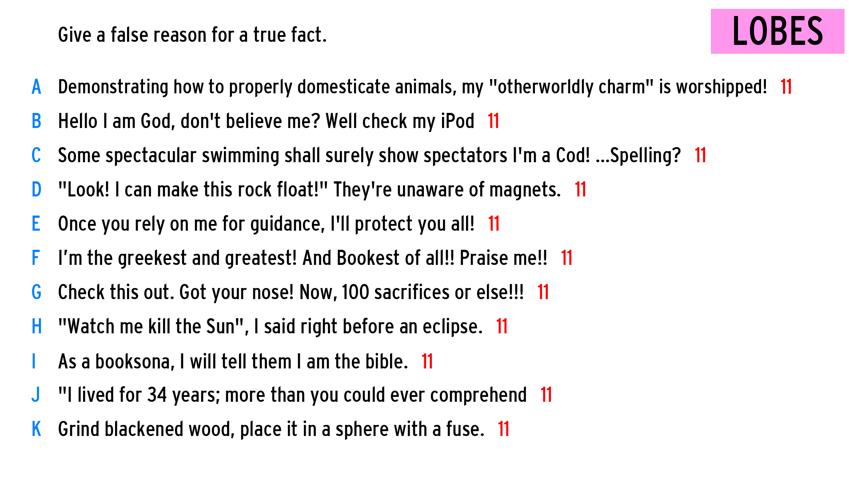 Give a false reason for a true fact.
LOBES
A Demonstrating how to properly domesticate animals, my "otherworldly charm" is worshipped! 11
B Hello I am God, don't believe me? Well check my iPod 11
C Some spectacular swimming shall surely show spectators I'm a Cod! ...Spelling? 11
D "Look! I can make this rock float!" They're unaware of magnets. 11
E Once you rely on me for guidance, I'll protect you all! 11
F I'm the greekest and greatest! And Bookest of all!! Praise me!! 11
G Check this out. Got your nose! Now, 100 sacrifices or else!!! 11
H "Watch me kill the Sun", I said right before an eclipse. 11
I As a booksona, I will tell them I am the bible. 11
J "I lived for 34 years; more than you could ever comprehend 11
K Grind blackened wood, place it in a sphere with a fuse. 11